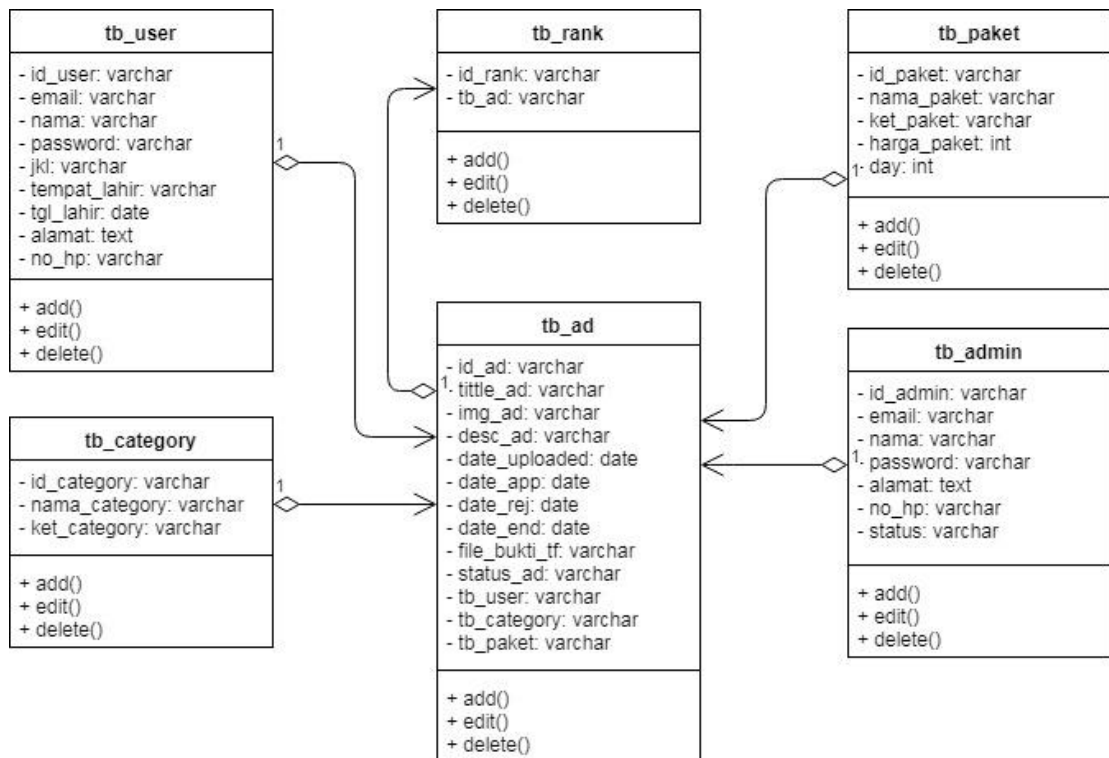 tb_user
- id_user: varchar
- email: varchar
- nama: varchar
- password: varchar
- jkl: varchar
- tempat_lahir: varchar
- tgl_lahir: date
- alamat: text
- no_hp: varchar
+ add()
+ edit()
+ delete()
1
tb_rank
- id_rank: varchar
- tb_ad: varchar
+ add()
+ edit()
+ delete()
tb_paket
- id_paket: varchar
- nama_paket: varchar
- ket_paket: varchar
- harga_paket: int
- day: int
1
+ add()
+ edit()
+ delete()
tb_category
- id_category: varchar
- nama_category: varchar
- ket_category: varchar
+ add()
+ edit()
+ delete()
1
tb_ad
- id_ad: varchar
- tittle_ad: varchar
1
- img_ad: varchar
- desc_ad: varchar
- date_uploaded: date
- date_app: date
- date_rej: date
- date_end: date
- file_bukti_tf: varchar
- status_ad: varchar
- tb_user: varchar
- tb_category: varchar
- tb_paket: varchar
+ add()
+ edit()
+ delete()
tb_admin
- id_admin: varchar
- email: varchar
- nama: varchar
- password: varchar
1
- alamat: text
- no_hp: varchar
- status: varchar
+ add()
+ edit()
+ delete()